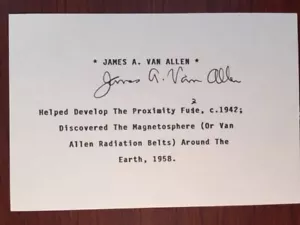 * JAMES A. VAN ALLEN *
James A. Van Allen
Helped Develop The Proximity Fuze, c.1942;
Discovered The Magnetosphere (Or Van
Allen Radiation Belts) Around The
Earth, 1958.